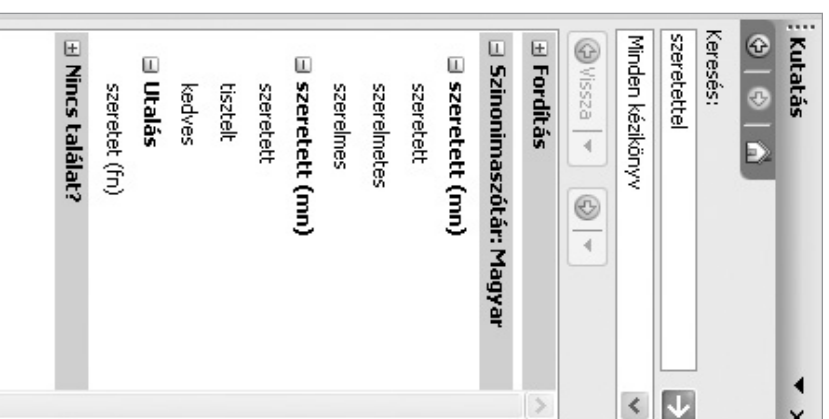 Kutatás
Keresés:
szeretettel
Minden kézikönyv
Vissza
Fordítás
Szinonimaszótár: Magyar
szeretett (mn)
szeretett
szerelmetes
szerelmes
szeretett (mn)
szeretett
tisztelt
kedves
Utalás
szeretet (fn)
Nincs találat?